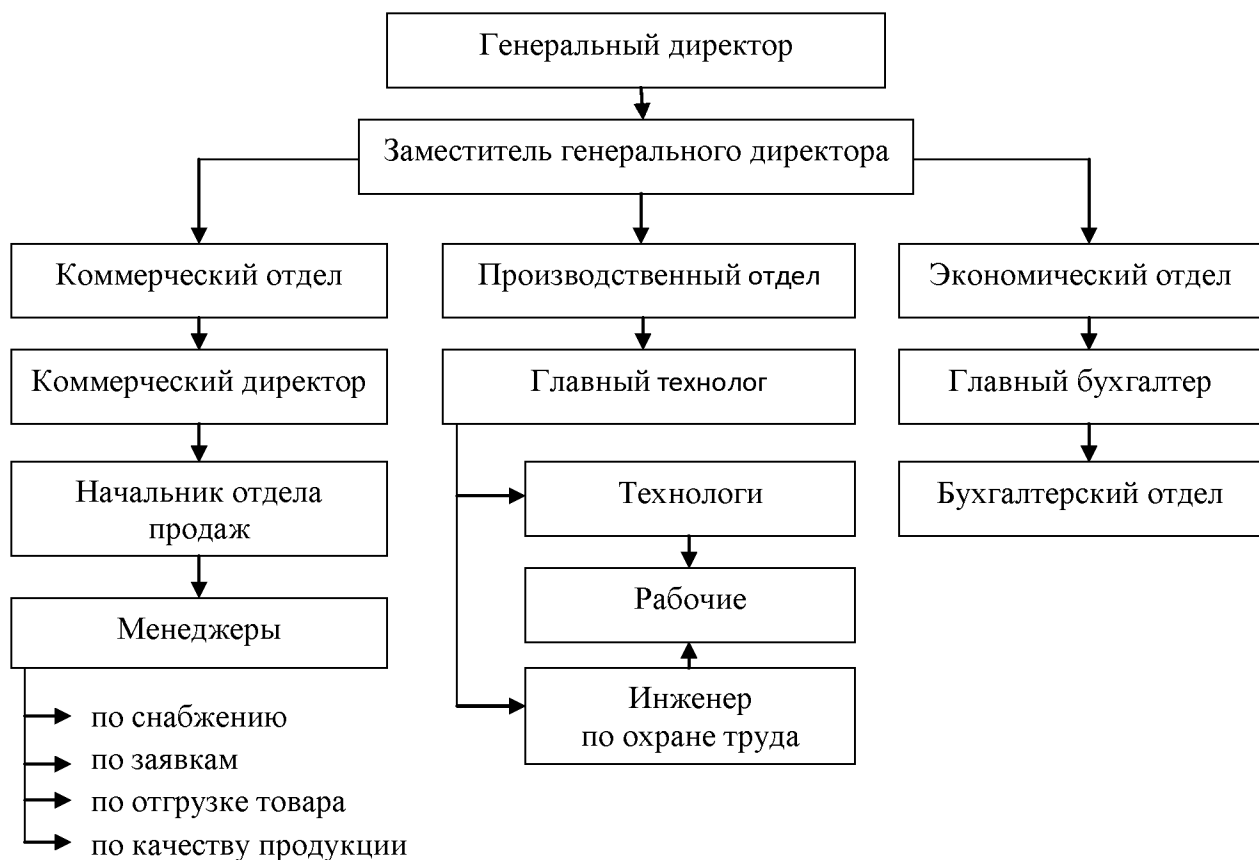 Генеральный директор
Заместитель генерального директора
Коммерческий отдел
Производственный отдел
Экономический отдел
Коммерческий директор
Главный технолог
Главный бухгалтер
Начальник отдела
продаж
Технологи
Бухгалтерский отдел
Рабочие
Менеджеры
Инженер
по охране труда
по снабжению
по заявкам
по отгрузке товара
по качеству продукции